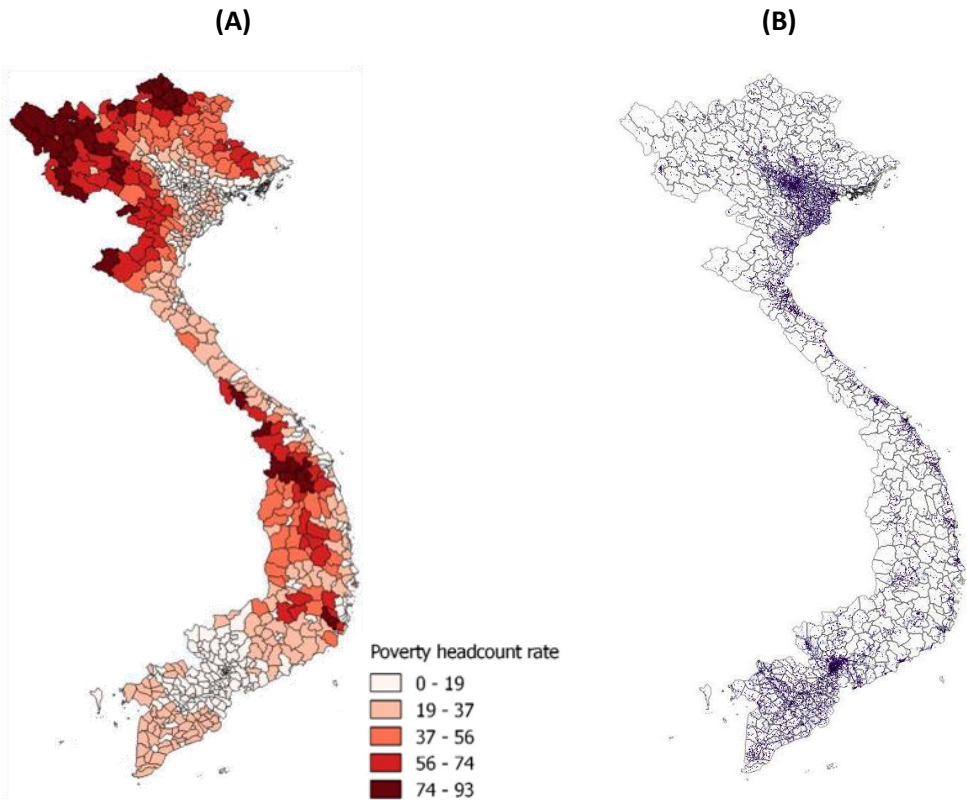 (A)
(B)
Poverty headcount rate
0 - 19
19 - 37
37 - 56
56 - 74
74 - 93